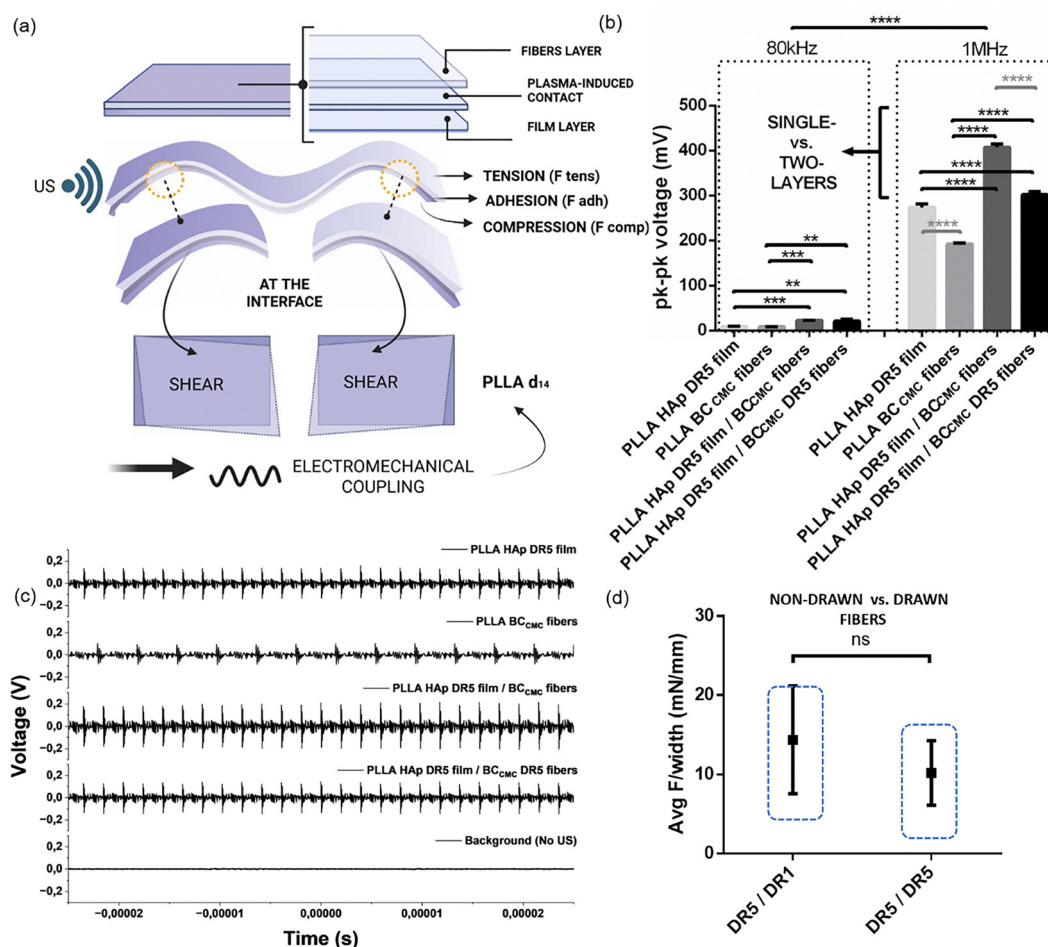 (a)
FIBERS LAYER
PLASMA-INDUCED
CONTACT
FILM LAYER
US
TENSION (F tens)
ADHESION (F adh)
COMPRESSION (F comp)
AT THE
INTERFACE
SHEAR
SHEAR
PLLA d14
ELECTROMECHANICAL
COUPLING
(b)
****
80kHz
1MHz
pk-pk voltage (mV)
500
400
300
200
100
0
SINGLE-
vs.
TWO-
LAYERS
**
***
**
***
****
****
****
****
****
****
PLLA HAp DR5 film
PLLA BC CMC fibers
PLLA HAp DR5 film / BCCMC fibers
PLLA HAp DR5 film / BCCMC DR5 fibers
PLLA HAp DR5 film
PLLA BC CMC fibers
PLLA HAp DR5 film / BCCMC fibers
PLLA HAp DR5 film / BCCMC DR5 fibers
(c)
Voltage (V)
PLLA HAp DR5 film
0,2
0,0
−0,2
PLLA BCCMC fibers
0,2
0,0
−0,2
PLLA HAp DR5 film / BCCMC fibers
0,2
0,0
−0,2
PLLA HAp DR5 film / BCCMC DR5 fibers
0,2
0,0
−0,2
Background (No US)
0,2
0,0
−0,2
−0,00002
−0,00001
0,00000
0,00001
0,00002
Time (s)
(d)
NON-DRAWN vs. DRAWN
FIBERS
ns
Avg F/width (mN/mm)
30
20
10
0
DR5 / DR1
DR5 / DR5